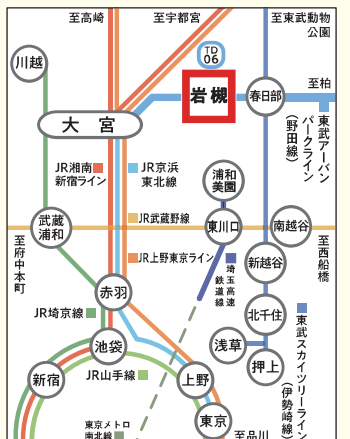 至高崎
至宇都宮
至東武動物
公園
川越
TD
06
岩槻
春日部
至柏
大宮
東武アーバン
パークライン
(野田線)
JR湘南
新宿ライン
JR京浜
東北線
浦和
美園
武蔵
浦和
JR武蔵野線
東川口
南越谷
至府中本町
JR上野東京ライン
埼玉高速
鉄道線
新越谷
至西船橋
赤羽
JR埼京線
北千住
東武スカイツリーライン
(伊勢崎線)
池袋
浅草
押上
新宿
JR山手線
上野
東京
東京メトロ
南北線
至品川